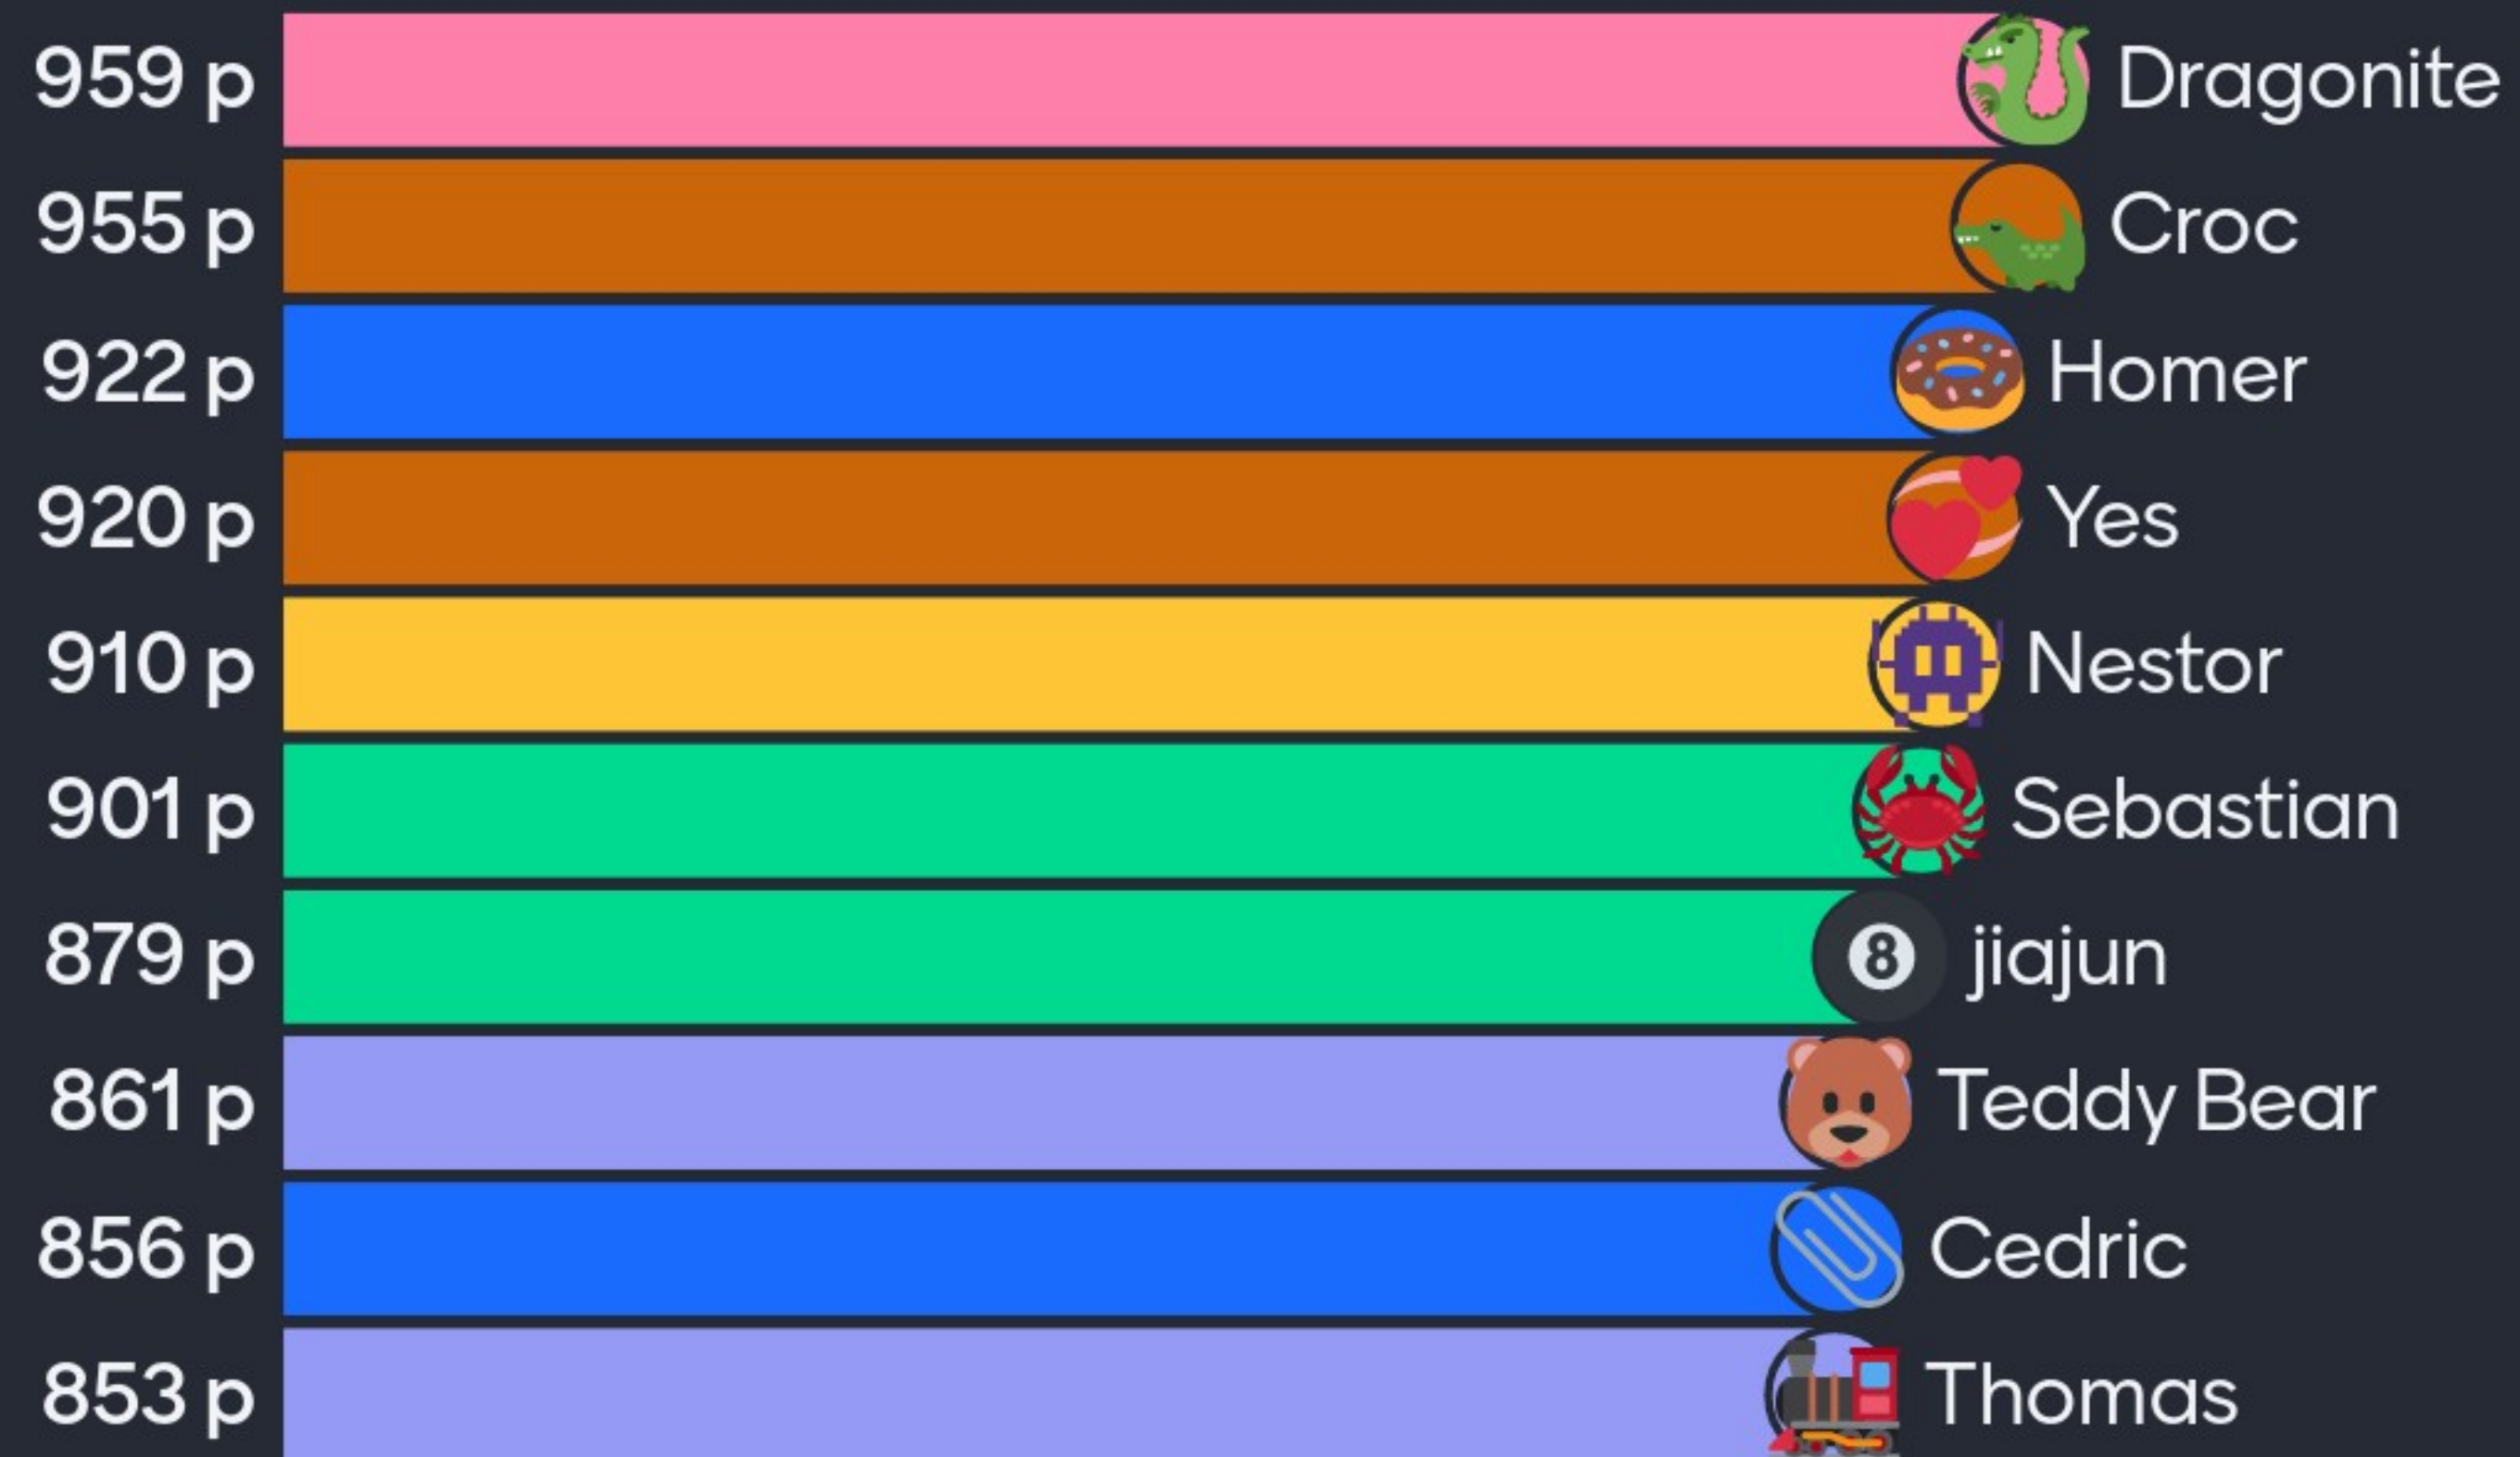 959 p Dragonite
955 p Croc
922 p Homer
920 p Yes
910 p Nestor
901 p Sebastian
879 p 8 jiajun
861 p Teddy Bear
856 p Cedric
853 p Thomas